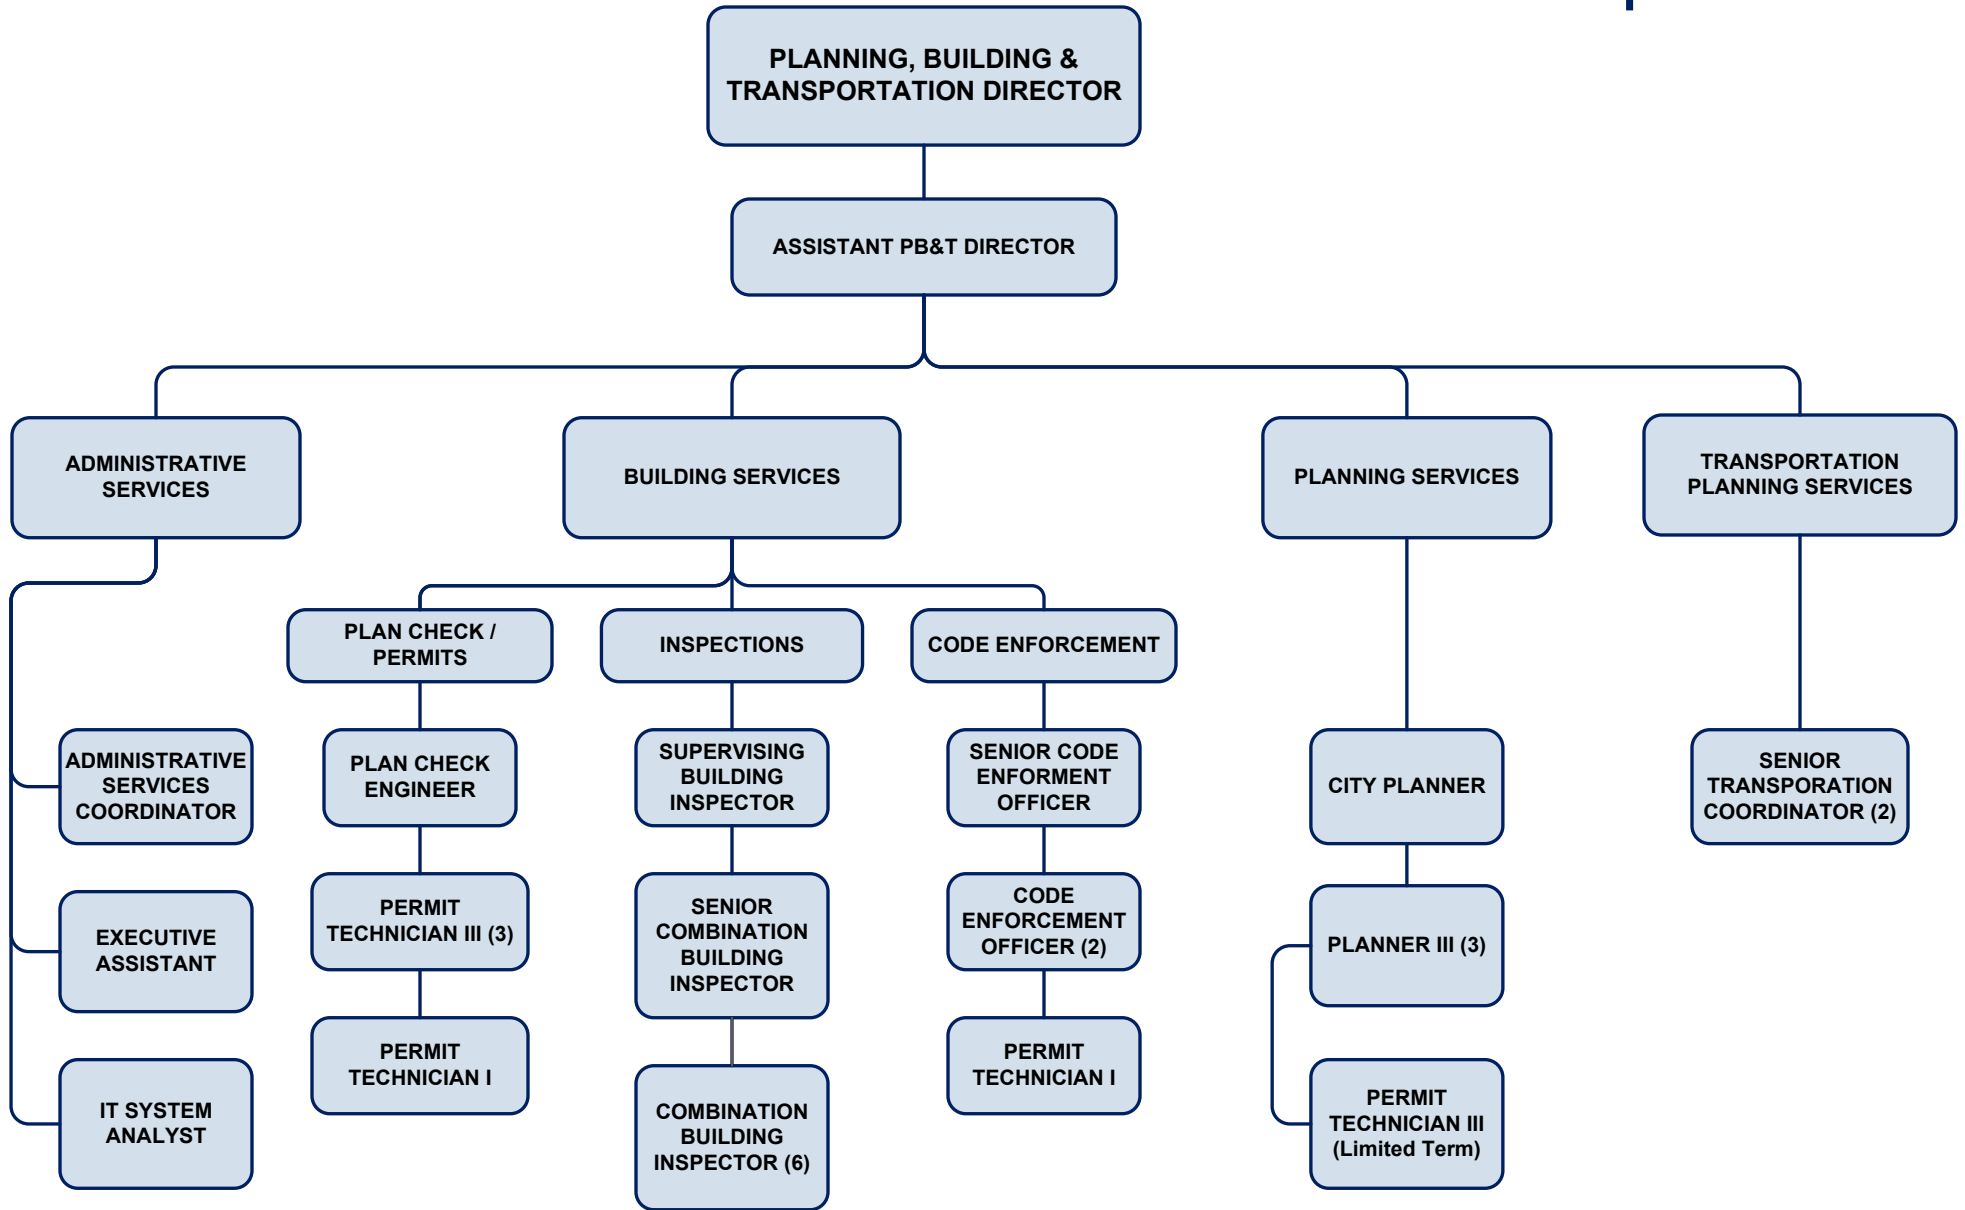 PLANNING, BUILDING &
TRANSPORTATION DIRECTOR
ASSISTANT PB&T DIRECTOR
ADMINISTRATIVE
SERVICES
BUILDING SERVICES
PLANNING SERVICES
TRANSPORTATION
PLANNING SERVICES
PLAN CHECK /
PERMITS
INSPECTIONS
CODE ENFORCEMENT
ADMINISTRATIVE
SERVICES
COORDINATOR
PLAN CHECK
ENGINEER
SUPERVISING
BUILDING
INSPECTOR
SENIOR CODE
ENFORMENT
OFFICER
CITY PLANNER
SENIOR
TRANSPORATION
COORDINATOR (2)
EXECUTIVE
ASSISTANT
PERMIT
TECHNICIAN III (3)
SENIOR
COMBINATION
BUILDING
INSPECTOR
CODE
ENFORCEMENT
OFFICER (2)
PLANNER III (3)
IT SYSTEM
ANALYST
PERMIT
TECHNICIAN I
COMBINATION
BUILDING
INSPECTOR (6)
PERMIT
TECHNICIAN I
PERMIT
TECHNICIAN III
(Limited Term)